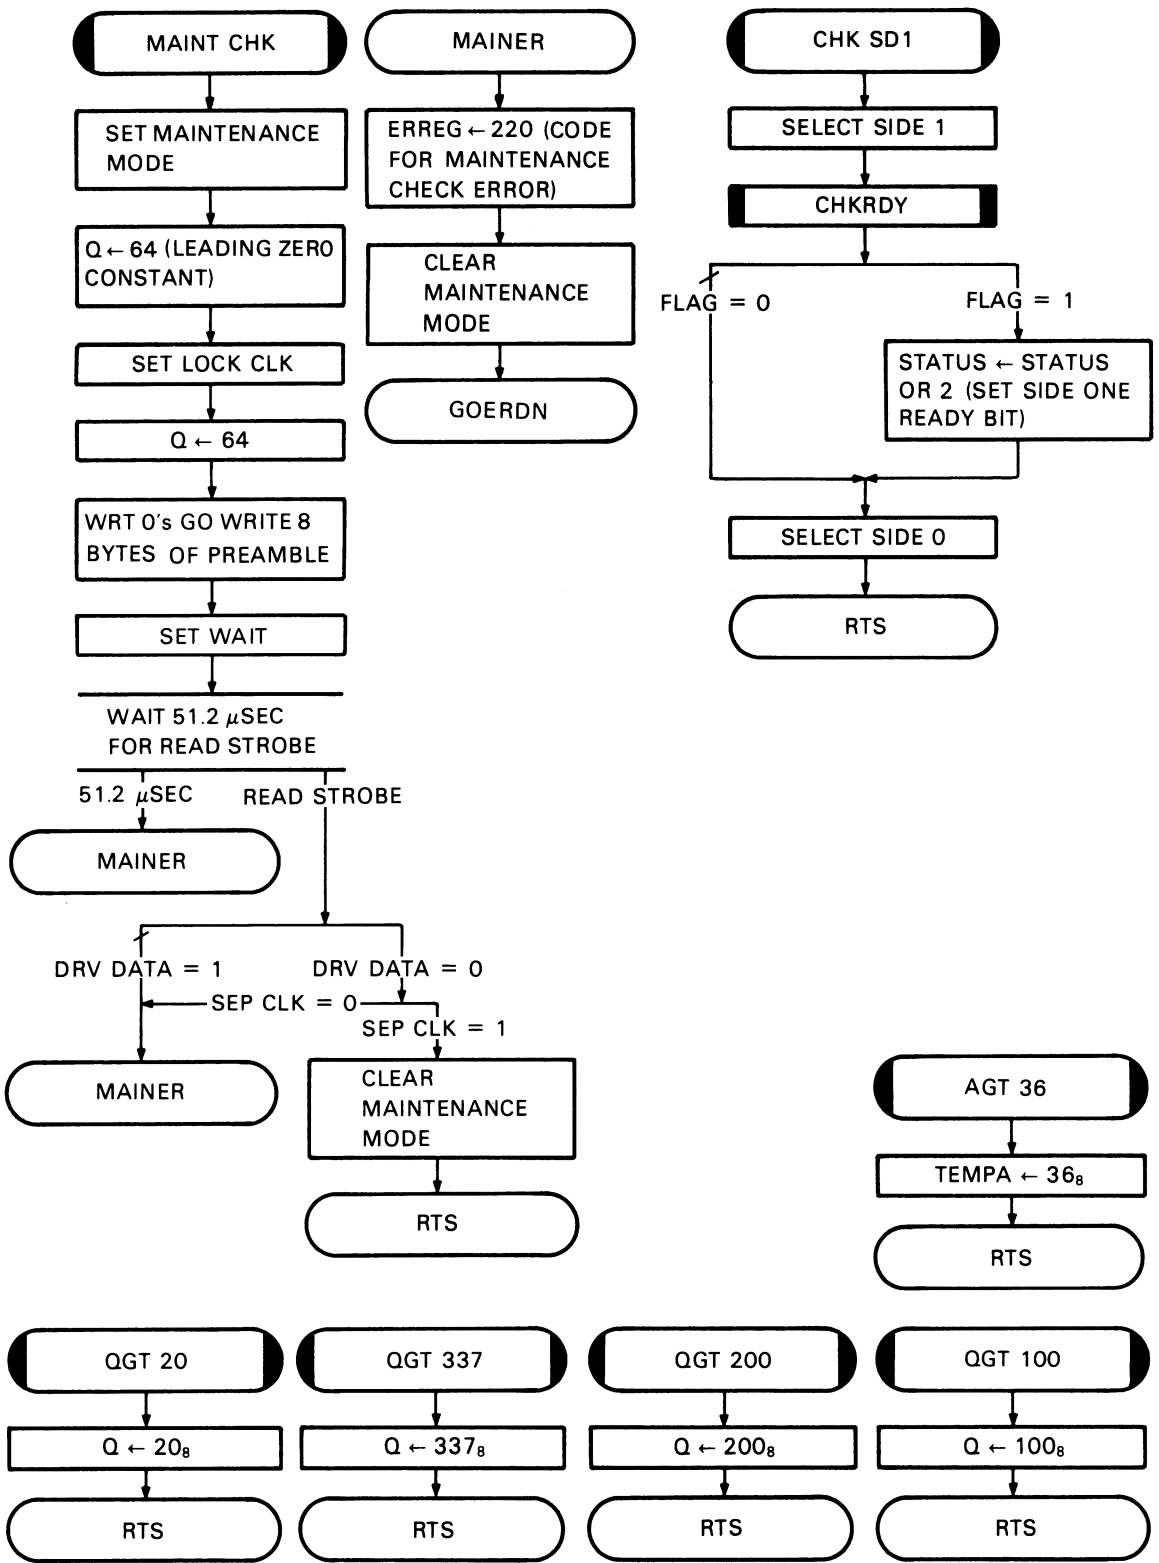 MAINT CHK
SET MAINTENANCE
MODE
Q ← 64 (LEADING ZERO
CONSTANT)
SET LOCK CLK
Q ← 64
WRT 0's GO WRITE 8
BYTES OF PREAMBLE
SET WAIT
WAIT 51.2 μSEC
FOR READ STROBE
51.2 μSEC
READ STROBE
MAINER
DRV DATA = 1
DRV DATA = 0
SEP CLK = 0
SEP CLK = 1
MAINER
CLEAR
MAINTENANCE
MODE
RTS
MAINER
ERREG ← 220 (CODE
FOR MAINTENANCE
CHECK ERROR)
CLEAR
MAINTENANCE
MODE
GOERDN
CHK SD1
SELECT SIDE 1
CHKRDY
FLAG = 0
FLAG = 1
STATUS ← STATUS
OR 2 (SET SIDE ONE
READY BIT)
SELECT SIDE 0
RTS
AGT 36
TEMPA ← 36₈
RTS
QGT 20
Q ← 20₈
RTS
QGT 337
Q ← 337₈
RTS
QGT 200
Q ← 200₈
RTS
QGT 100
Q ← 100₈
RTS